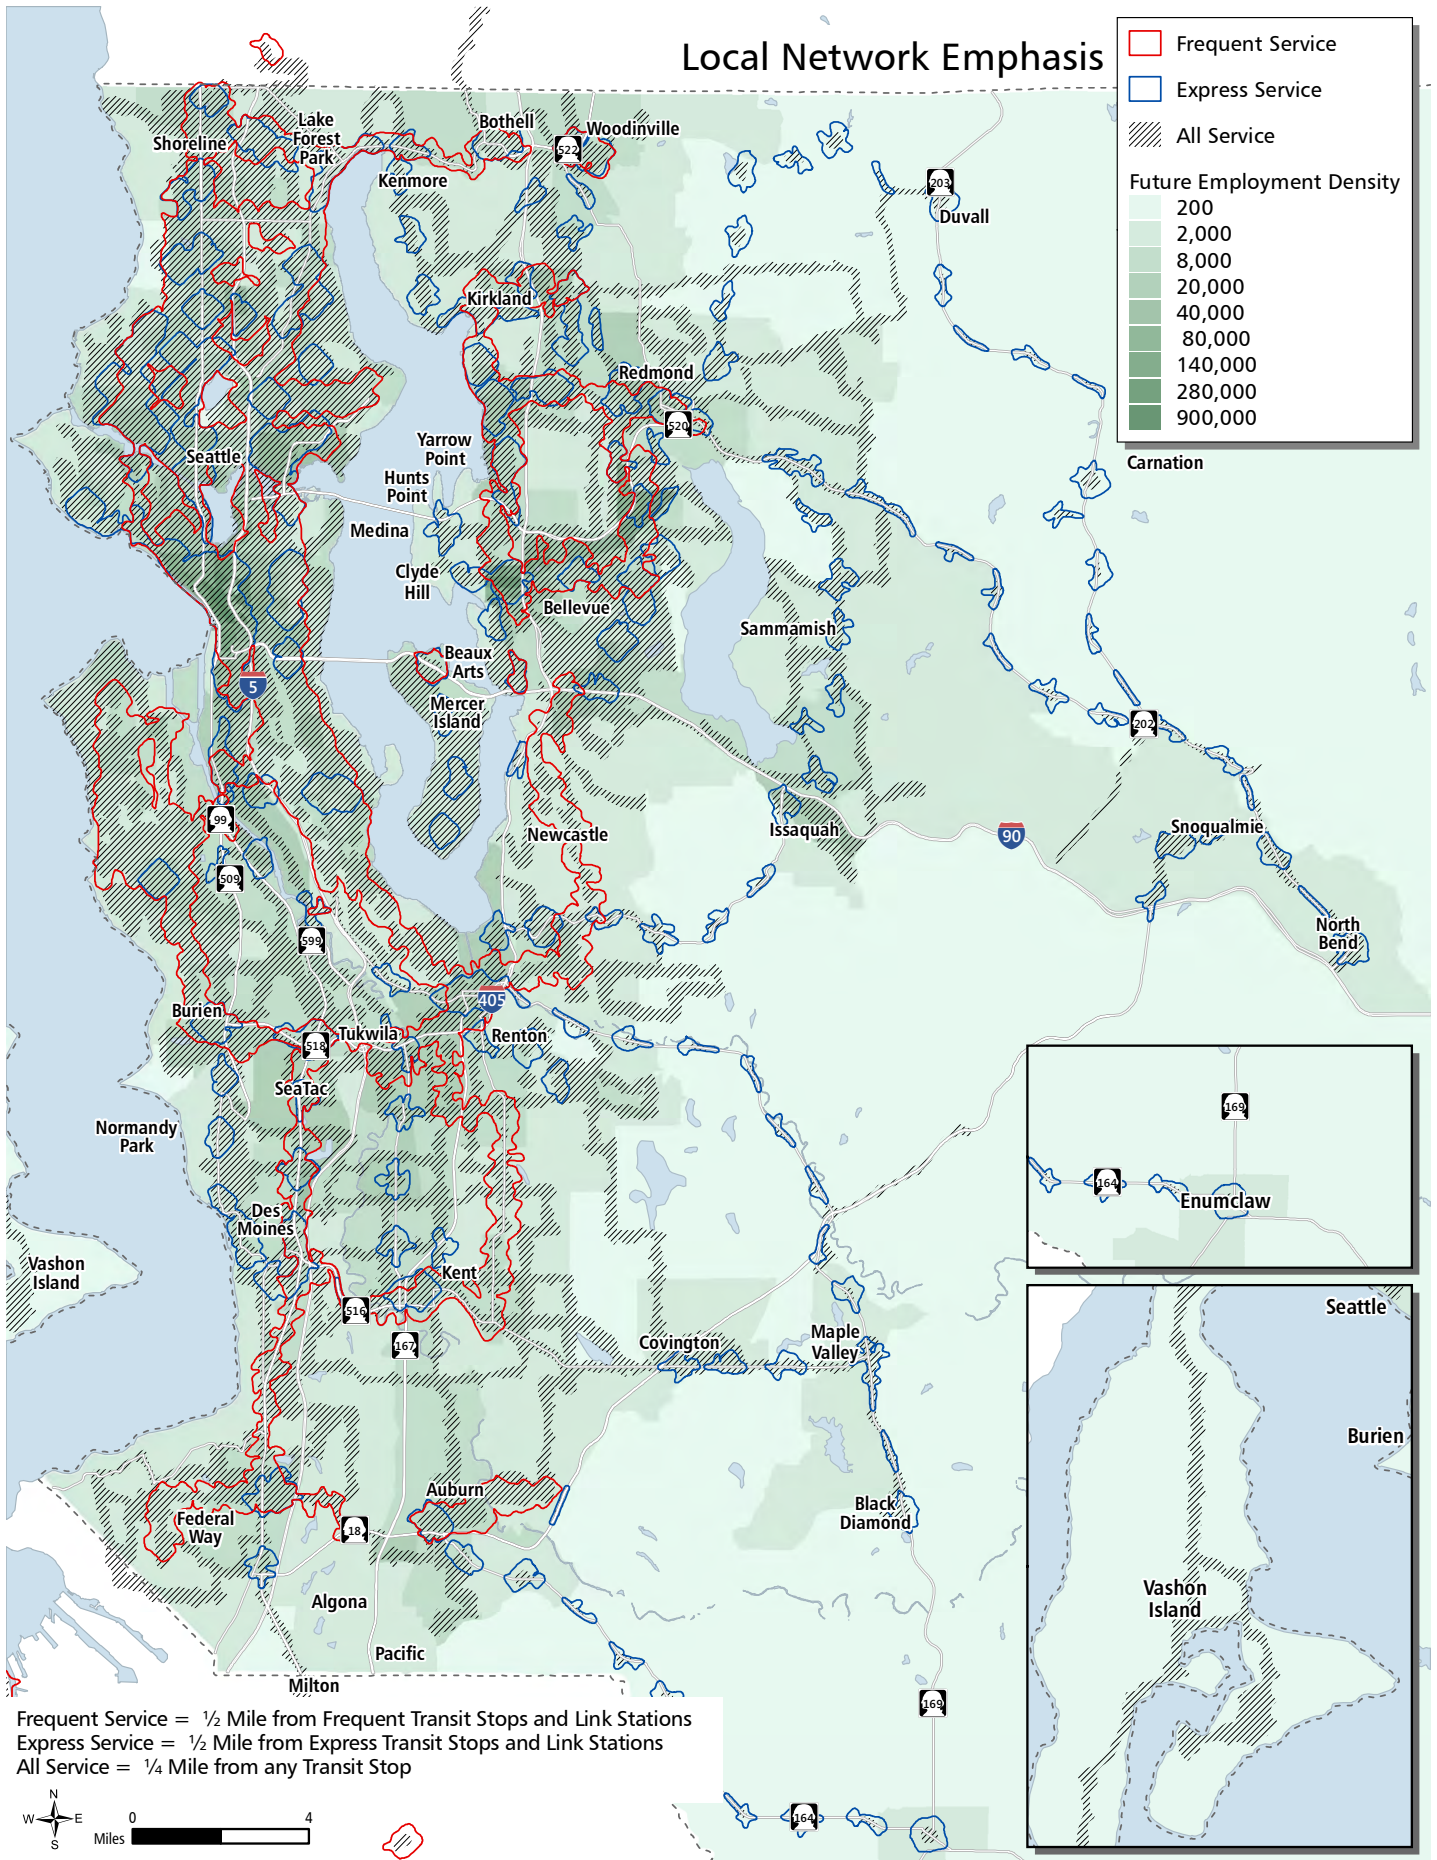 Local Network Emphasis
Frequent Service
Express Service
All Service
Future Employment Density
200
2,000
8,000
20,000
40,000
80,000
140,000
280,000
900,000
Shoreline
Lake
Forest
Park
Bothell
Woodinville
522
Kenmore
203
Duvall
Kirkland
Redmond
520
Yarrow
Point
Seattle
Hunts
Point
Carnation
Medina
Clyde
Hill
Bellevue
Sammamish
Beaux
Arts
5
Mercer
Island
202
99
Newcastle
Issaquah
90
Snoqualmie
509
599
North
Bend
405
Burien
518
Tukwila
Renton
SeaTac
Normandy
Park
169
164
Enumclaw
Des
Moines
Vashon
Island
Kent
516
167
Covington
Maple
Valley
Seattle
Burien
Auburn
Black
Diamond
Federal
Way
18
Algona
Vashon
Island
Pacific
Milton
169
Frequent Service = ½ Mile from Frequent Transit Stops and Link Stations
Express Service = ½ Mile from Express Transit Stops and Link Stations
All Service = ¼ Mile from any Transit Stop
N
W E
S
0 4
Miles
164